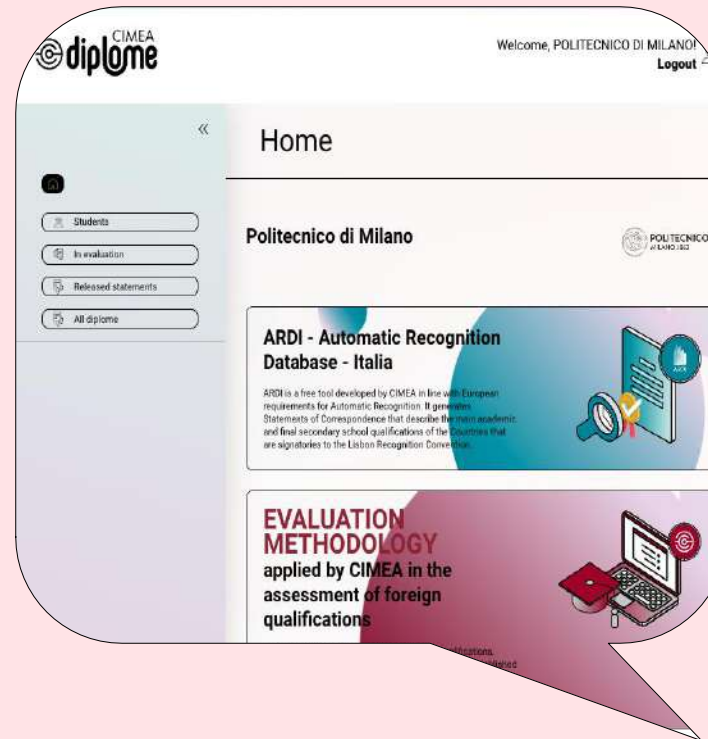 CIMEA
diplome
Welcome, POLITECNICO DI MILANO!
Logout
Home
Students
In evaluation
Released statements
All diplome
Politecnico di Milano
POLITECNICO
MILANO 1863
ARDI - Automatic Recognition
Database - Italia
ARDI is a free tool developed by CIMEA in line with European
requirements for Automatic Recognition. It generates
Statements of Correspondence that describe the main academic
and final secondary school qualifications of the Countries that
are signatories to the Lisbon Recognition Convention.
ARDI
EVALUATION
METHODOLOGY
applied by CIMEA in the
assessment of foreign
qualifications